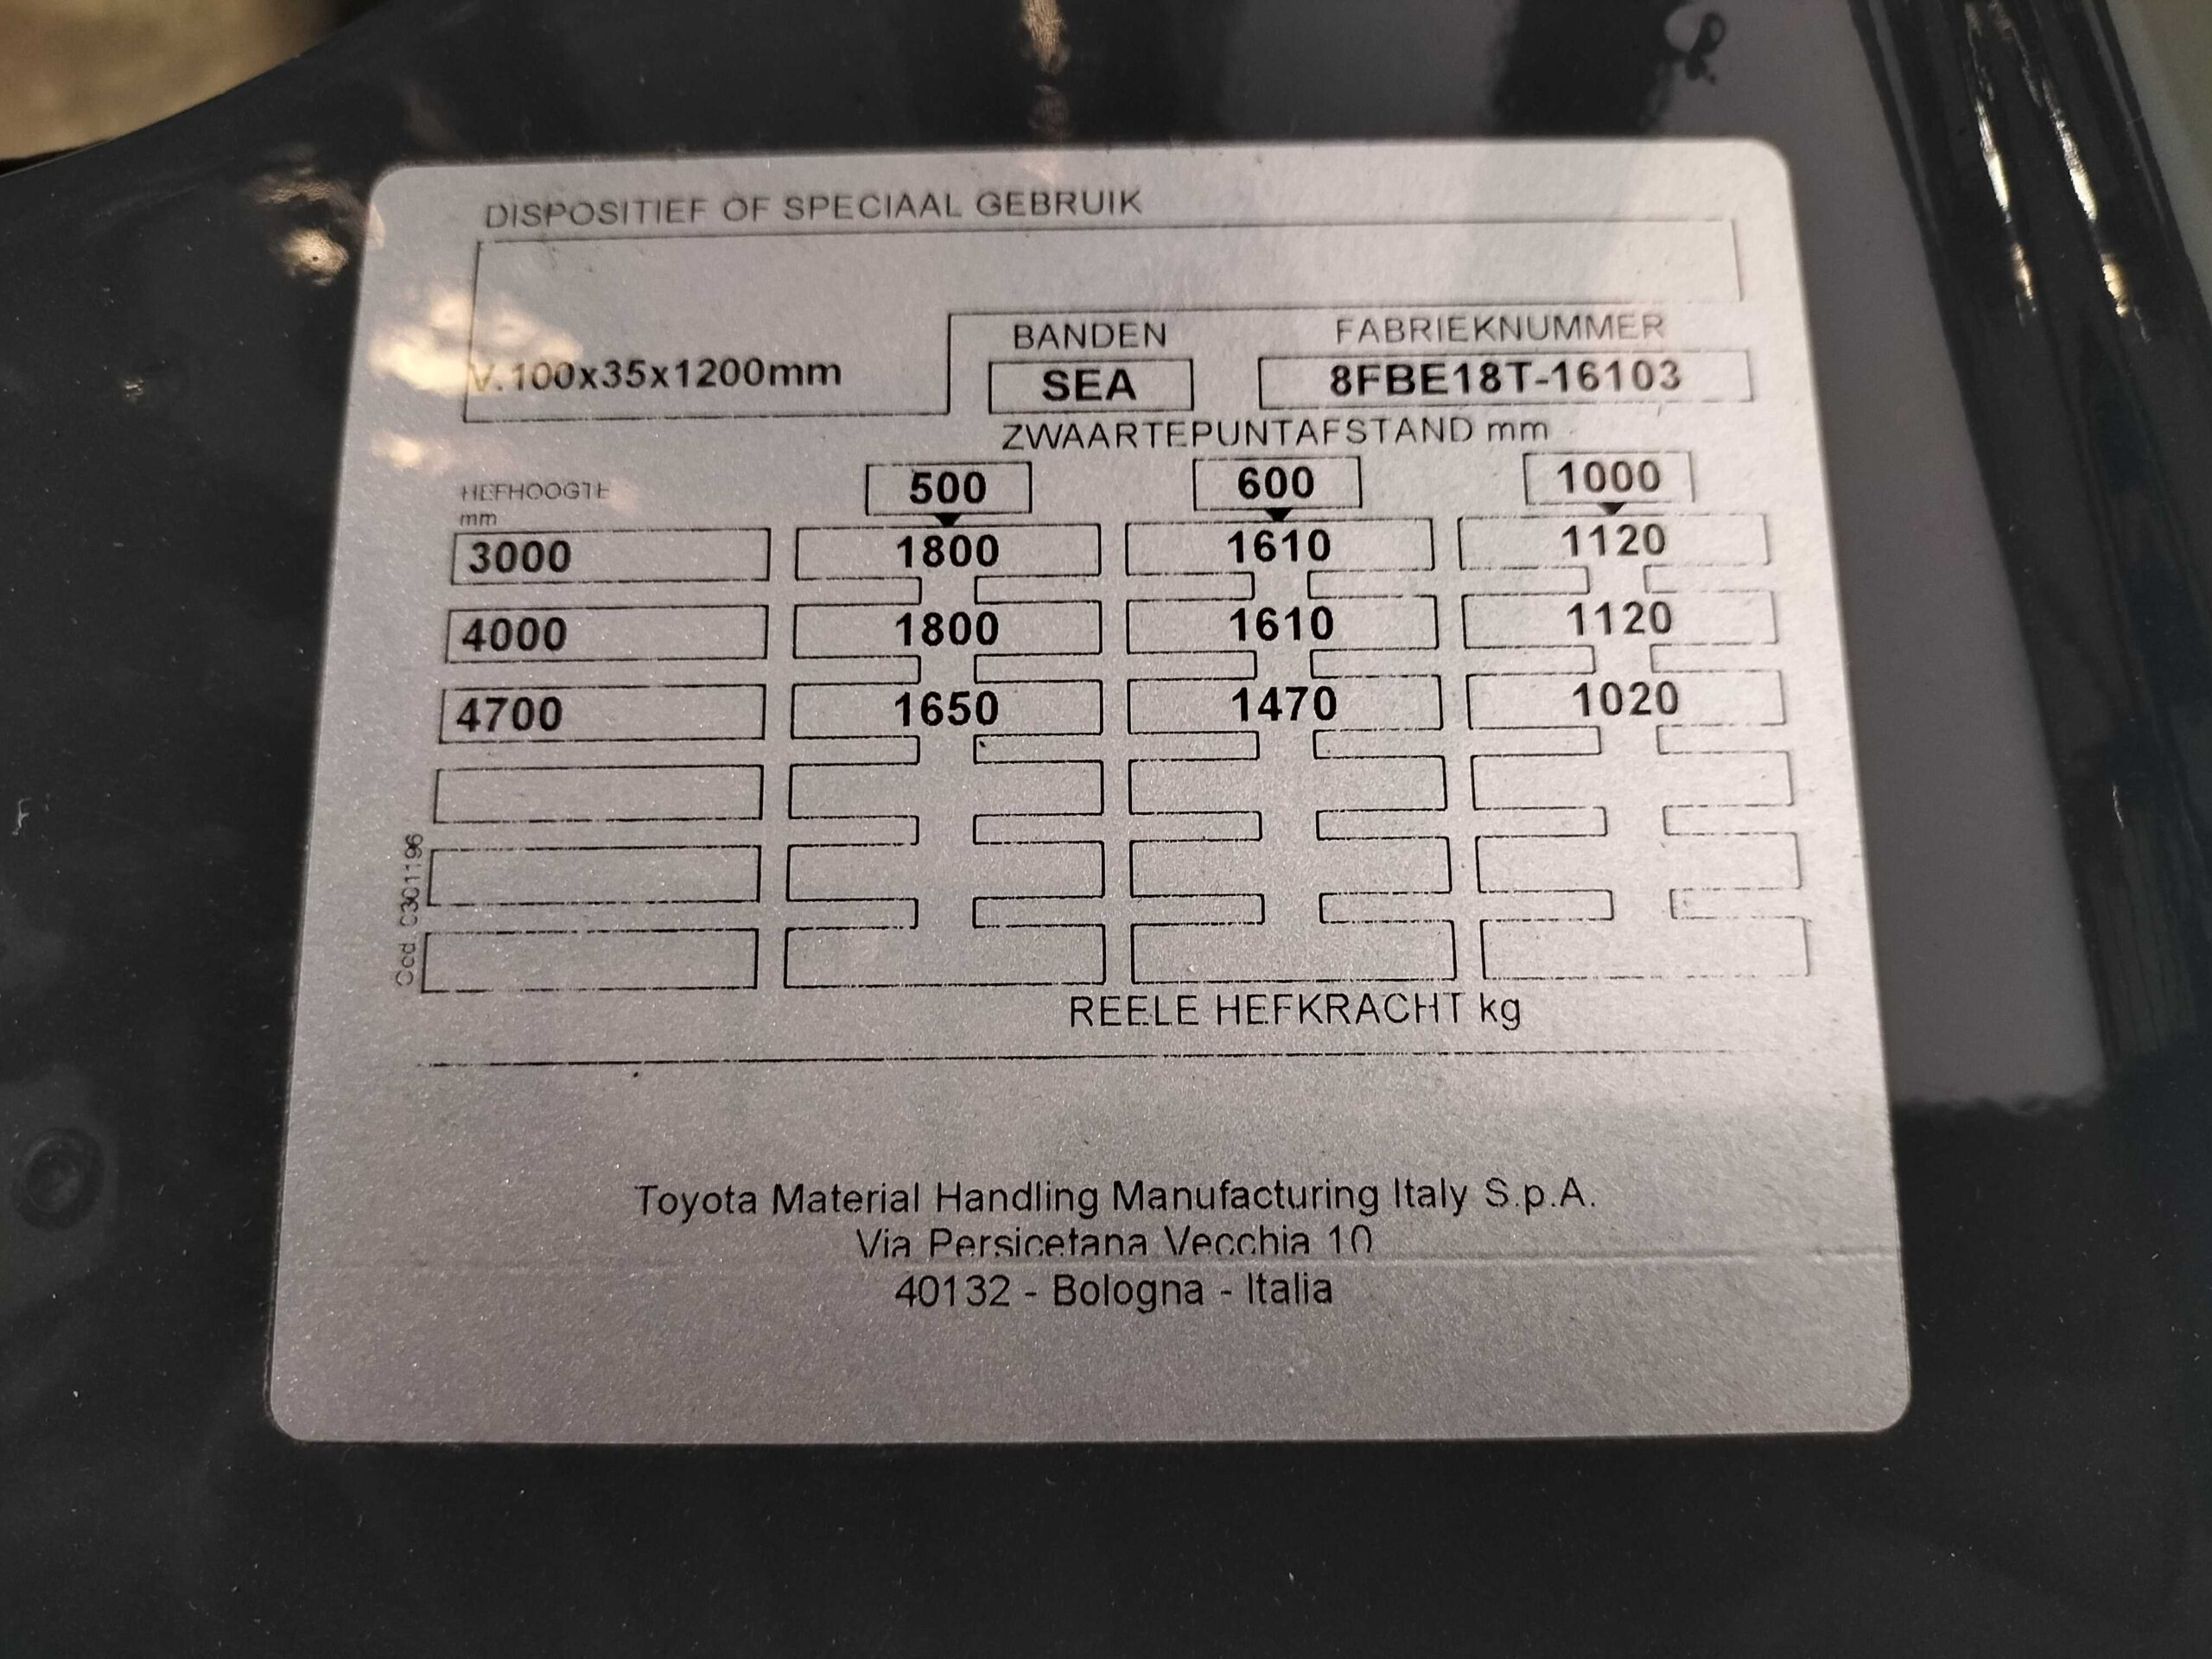 DISPOSITIEF OF SPECIAAL GEBRUIK
V.100x35x1200mm
BANDEN
SEA
FABRIEKNUMMER
8FBE18T-16103
ZWAARTEPUNTAFSTAND mm
HEFHOOGTE
mm
500 600 1000
3000 1800 1610 1120
4000 1800 1610 1120
4700 1650 1470 1020
REELE HEFKRACHT kg
Cod. C301196
Toyota Material Handling Manufacturing Italy S.p.A.
Via Persicetana Vecchia 10
40132 - Bologna - Italia